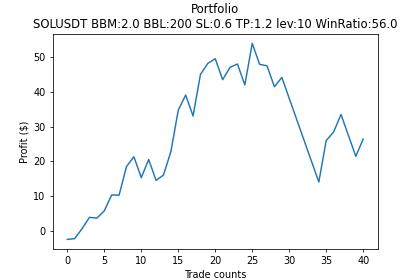 Portfolio
SOLUSDT BBM:2.0 BBL:200 SL:0.6 TP:1.2 lev:10 WinRatio:56.0
Profit ($)
50
40
30
20
10
0
0 5 10 15 20 25 30 35 40
Trade counts